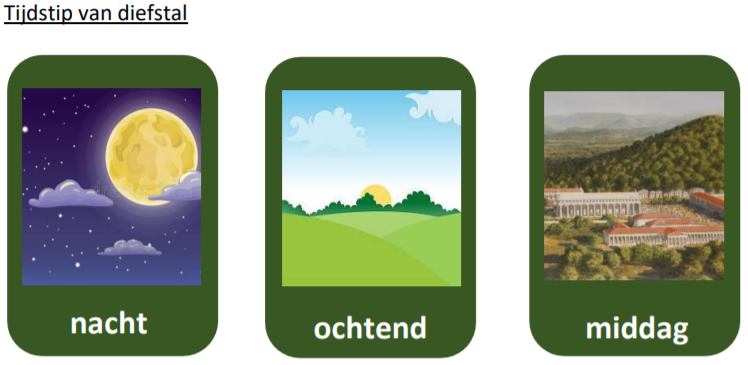 Tijdstip van diefstal
nacht
ochtend
middag